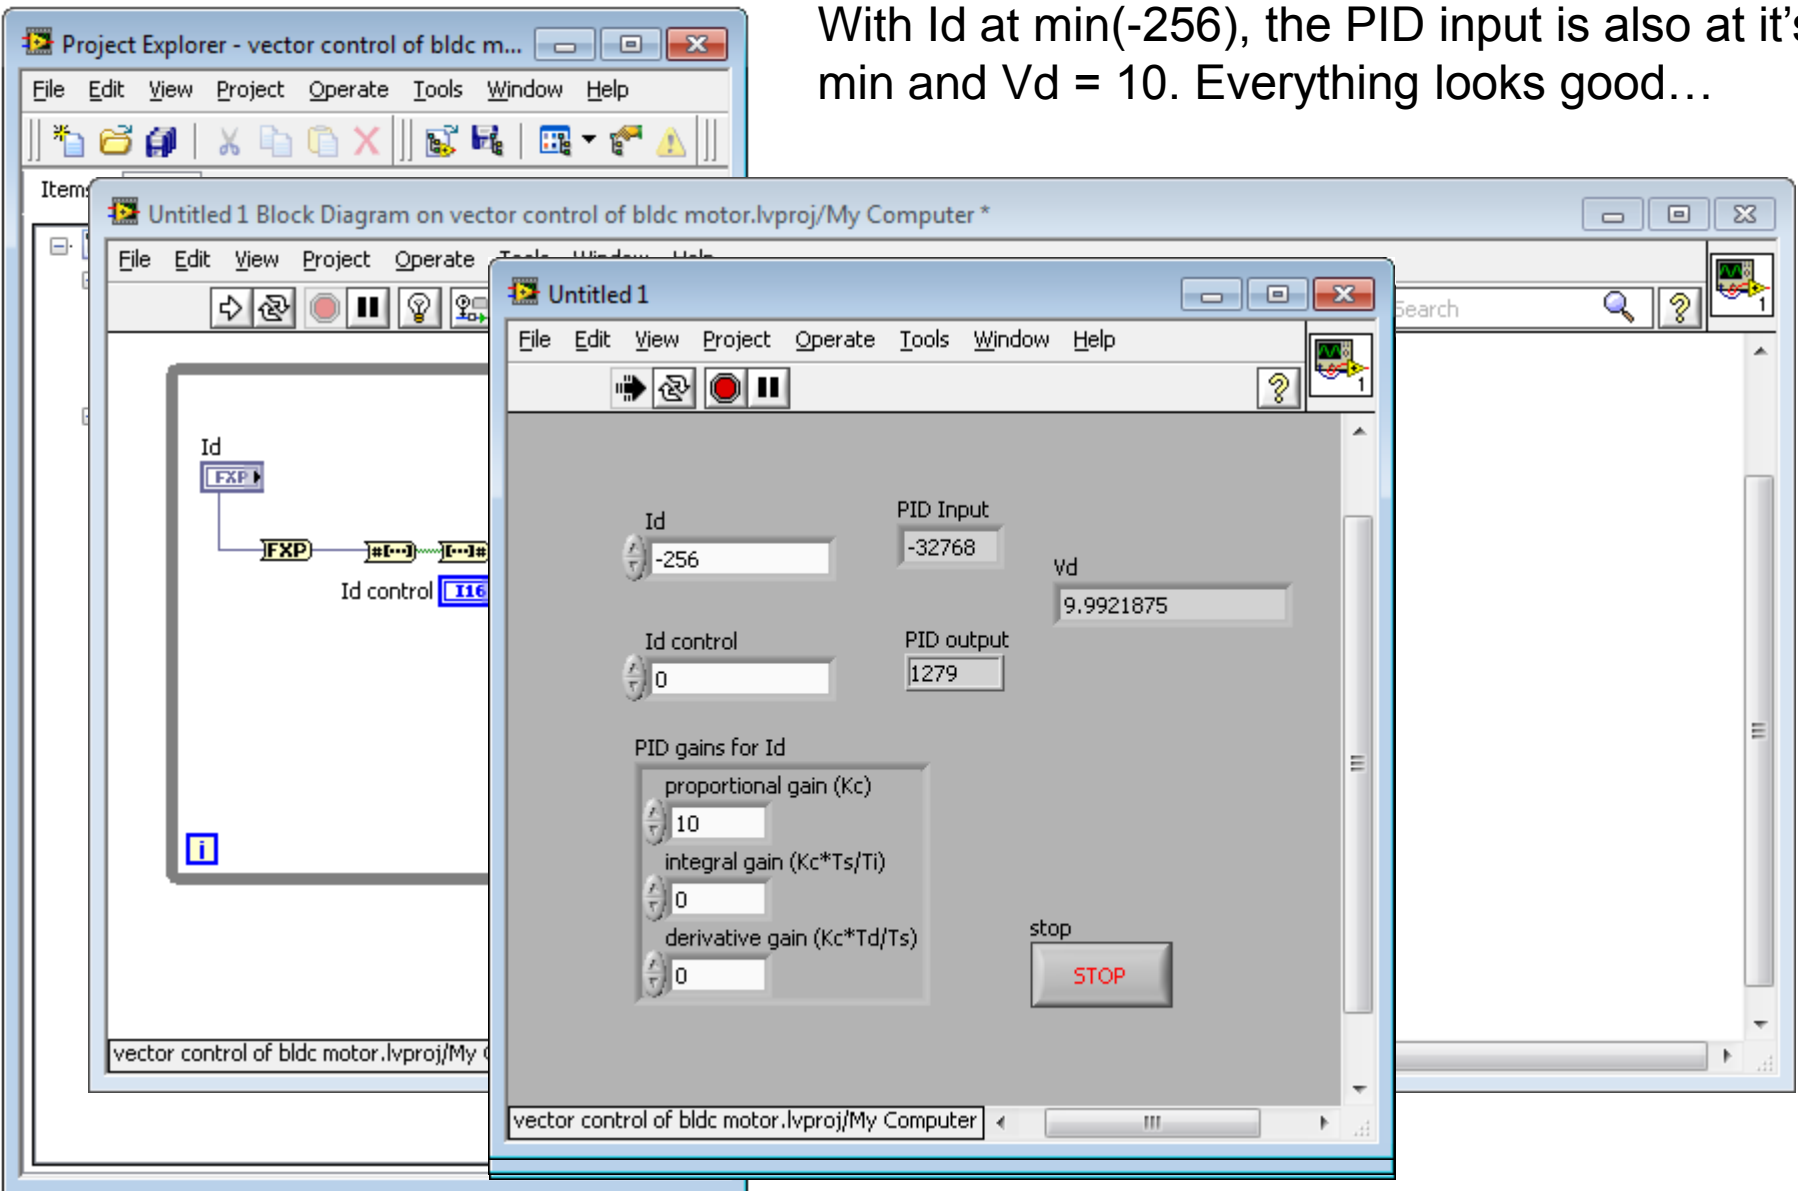 With Id at min(-256), the PID input is also at it's
min and Vd = 10. Everything looks good…
Project Explorer - vector control of bldc m...
File Edit View Project Operate Tools Window Help
Items
Untitled 1 Block Diagram on vector control of bldc motor.lvproj/My Computer *
File Edit View Project Operate Tools Window Help
Search
1
Id
FXP
FXP
#[...]
[...]#
Id control
I16
i
vector control of bldc motor.lvproj/My
Untitled 1
File Edit View Project Operate Tools Window Help
1
Id
-256
PID Input
-32768
Vd
9.9921875
Id control
0
PID output
1279
PID gains for Id
proportional gain (Kc)
10
integral gain (Kc*Ts/Ti)
0
derivative gain (Kc*Td/Ts)
0
stop
STOP
vector control of bldc motor.lvproj/My Computer